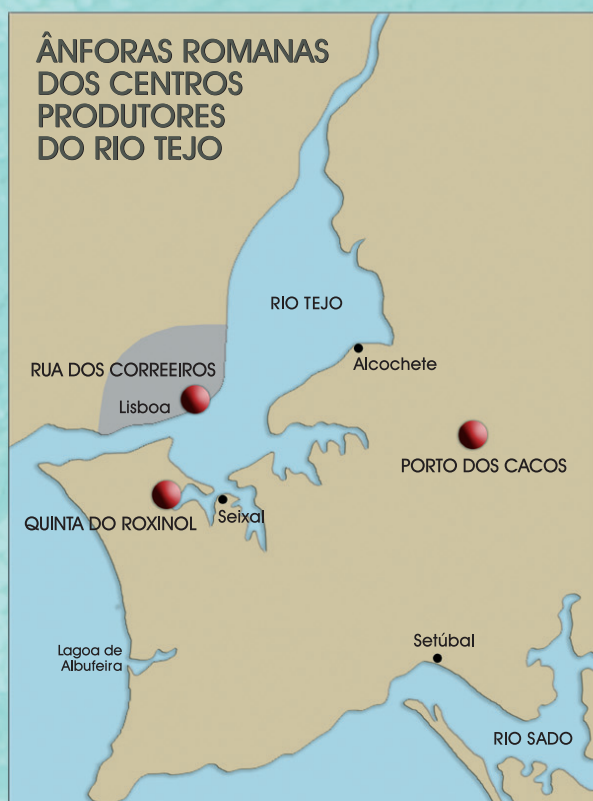 ÂNFORAS ROMANAS
DOS CENTROS
PRODUTORES
DO RIO TEJO
RIO TEJO
Alcochete
RUA DOS CORREEIROS
Lisboa
PORTO DOS CACOS
QUINTA DO ROXINOL
Seixal
Lagoa de
Albufeira
Setúbal
RIO SADO